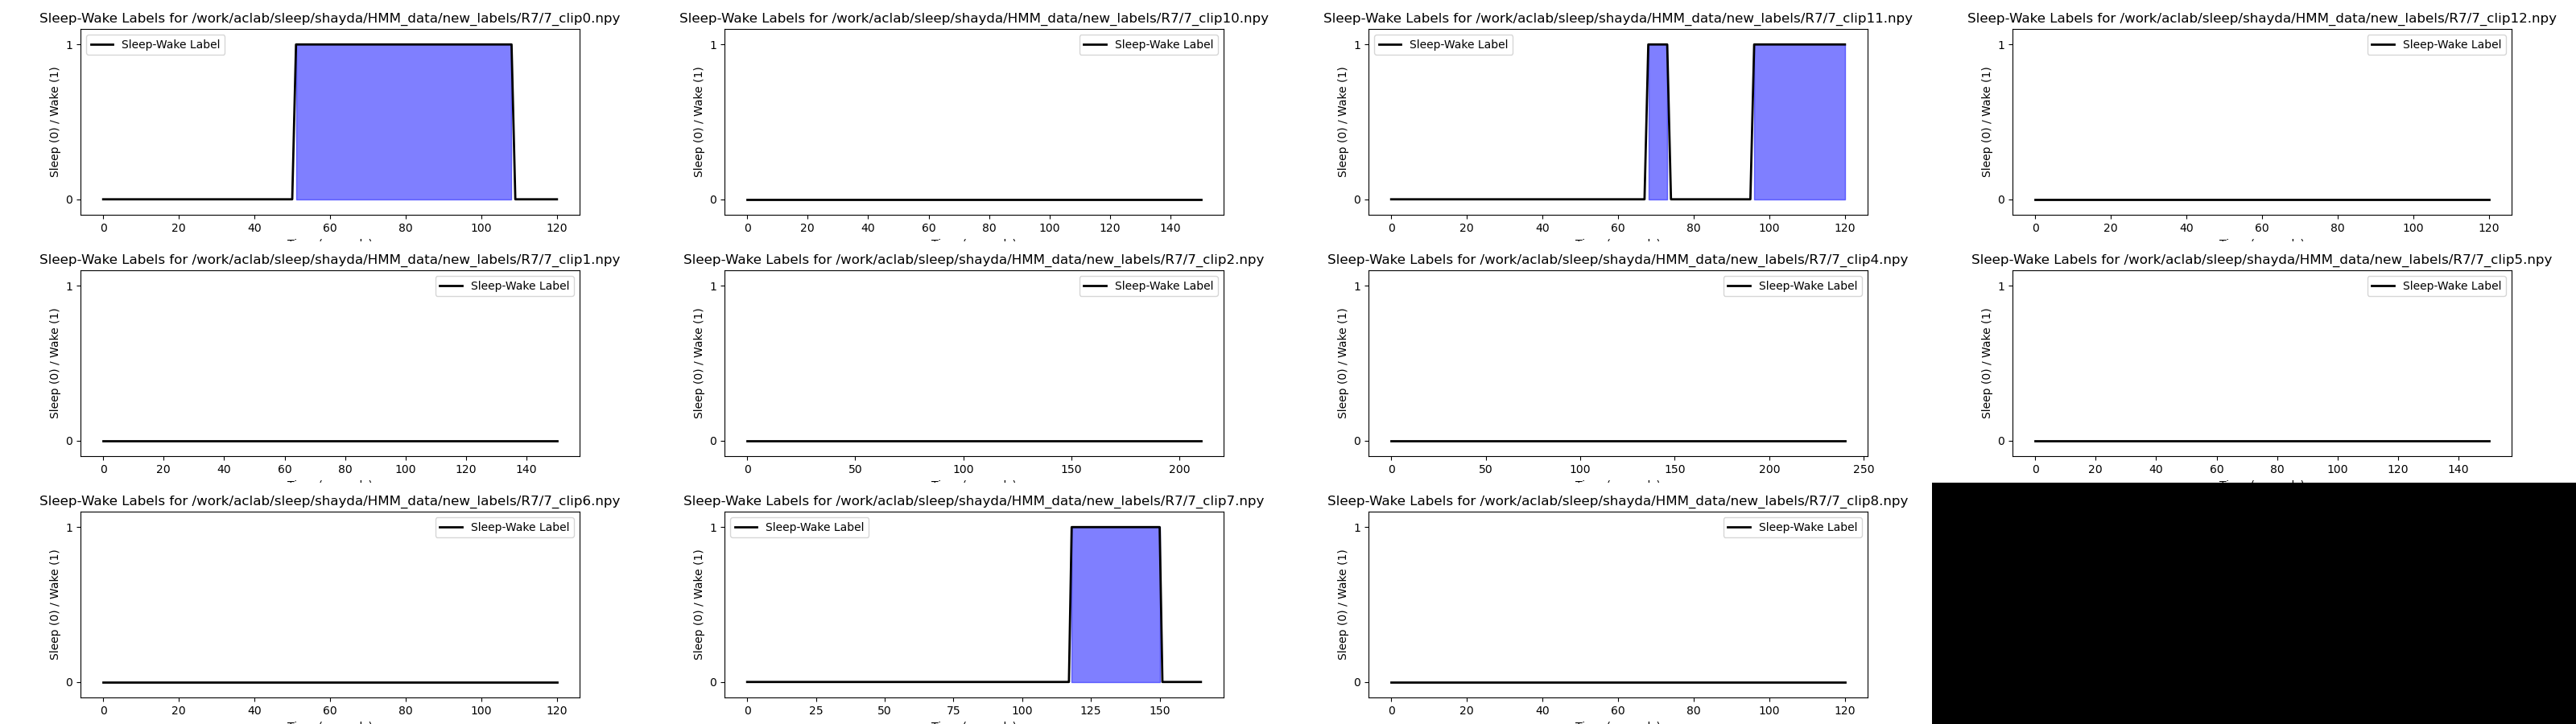 Sleep-Wake Labels for /work/aclab/sleep/shayda/HMM_data/new_labels/R7/7_clip0.npy
Sleep-Wake Label
Sleep (0) / Wake (1)
1
0
0 20 40 60 80 100 120
Sleep-Wake Labels for /work/aclab/sleep/shayda/HMM_data/new_labels/R7/7_clip10.npy
Sleep-Wake Label
Sleep (0) / Wake (1)
1
0
0 20 40 60 80 100 120 140
Sleep-Wake Labels for /work/aclab/sleep/shayda/HMM_data/new_labels/R7/7_clip11.npy
Sleep-Wake Label
Sleep (0) / Wake (1)
1
0
0 20 40 60 80 100 120
Sleep-Wake Labels for /work/aclab/sleep/shayda/HMM_data/new_labels/R7/7_clip12.npy
Sleep-Wake Label
Sleep (0) / Wake (1)
1
0
0 20 40 60 80 100 120
Sleep-Wake Labels for /work/aclab/sleep/shayda/HMM_data/new_labels/R7/7_clip1.npy
Sleep-Wake Label
Sleep (0) / Wake (1)
1
0
0 20 40 60 80 100 120 140
Sleep-Wake Labels for /work/aclab/sleep/shayda/HMM_data/new_labels/R7/7_clip2.npy
Sleep-Wake Label
Sleep (0) / Wake (1)
1
0
0 50 100 150 200
Sleep-Wake Labels for /work/aclab/sleep/shayda/HMM_data/new_labels/R7/7_clip4.npy
Sleep-Wake Label
Sleep (0) / Wake (1)
1
0
0 50 100 150 200 250
Sleep-Wake Labels for /work/aclab/sleep/shayda/HMM_data/new_labels/R7/7_clip5.npy
Sleep-Wake Label
Sleep (0) / Wake (1)
1
0
0 20 40 60 80 100 120 140
Sleep-Wake Labels for /work/aclab/sleep/shayda/HMM_data/new_labels/R7/7_clip6.npy
Sleep-Wake Label
Sleep (0) / Wake (1)
1
0
0 20 40 60 80 100 120
Sleep-Wake Labels for /work/aclab/sleep/shayda/HMM_data/new_labels/R7/7_clip7.npy
Sleep-Wake Label
Sleep (0) / Wake (1)
1
0
0 25 50 75 100 125 150
Sleep-Wake Labels for /work/aclab/sleep/shayda/HMM_data/new_labels/R7/7_clip8.npy
Sleep-Wake Label
Sleep (0) / Wake (1)
1
0
0 20 40 60 80 100 120